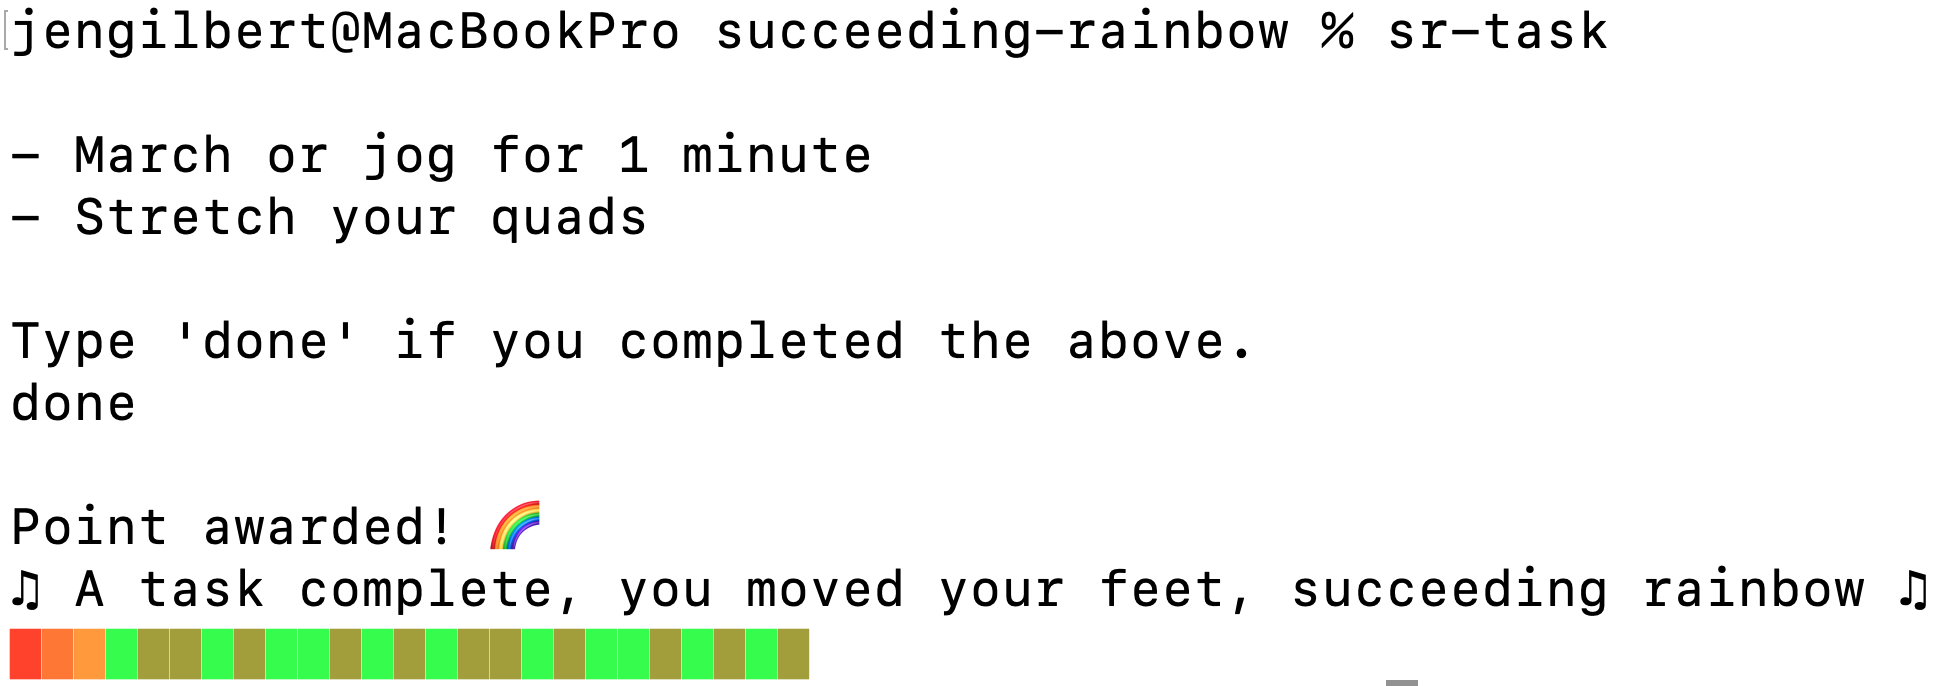 jengilbert@MacBookPro succeeding-rainbow % sr-task
- March or jog for 1 minute
- Stretch your quads
Type 'done' if you completed the above.
done
Point awarded! 🌈
♫ A task complete, you moved your feet, succeeding rainbow ♫